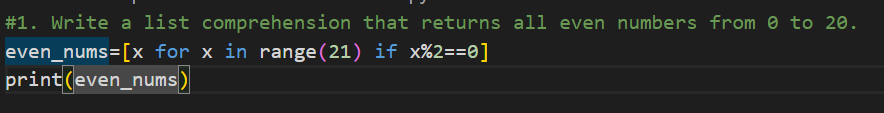 #1. Write a list comprehension that returns all even numbers from 0 to 20.
even_nums=[x for x in range(21) if x%2==0]
print(even_nums)